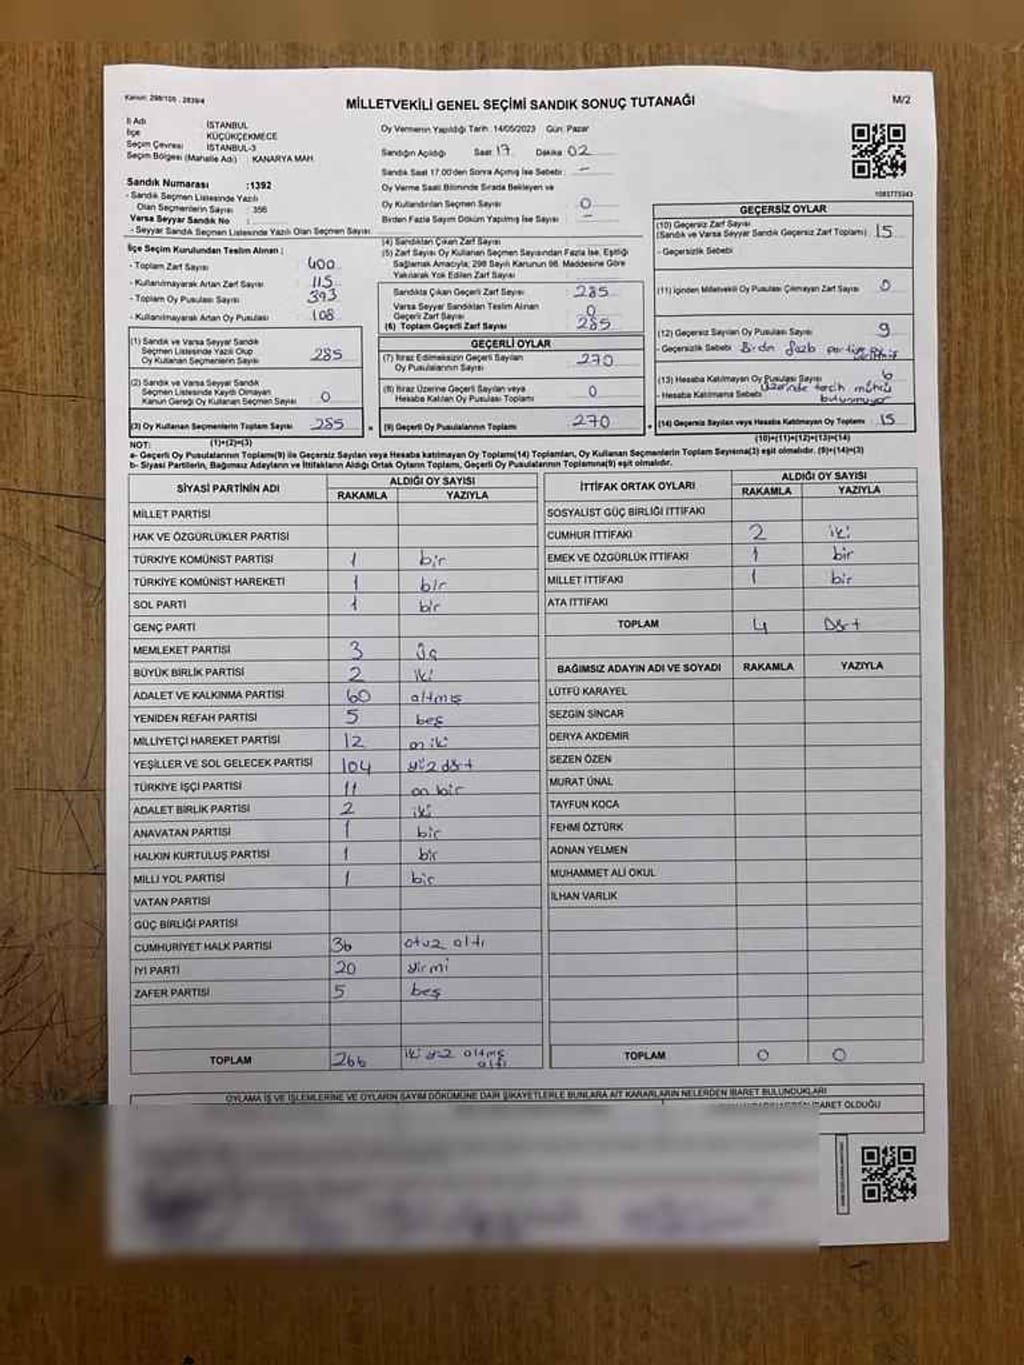 Kanun: 298/105 . 2839/4
MİLLETVEKİLİ GENEL SEÇİMİ SANDIK SONUÇ TUTANAĞI
M/2
İl Adı İSTANBUL
İlçe KÜÇÜKÇEKMECE
Seçim Çevresi İSTANBUL-3
Seçim Bölgesi (Mahalle Adı) : KANARYA MAH.
Oy Vermenin Yapıldığı Tarih: 14/05/2023 Gün: Pazar
Sandığın Açıldığı Saat 17 Dakika 02
Sandık Saat 17.00'den Sonra Açılmış İse Sebebi: —
Oy Verme Saati Bitiminde Sırada Bekleyen ve
Oy Kullandırılan Seçmen Sayısı 0
Birden Fazla Sayım Döküm Yapılmış İse Sayısı —
Sandık Numarası :1392
- Sandık Seçmen Listesinde Yazılı
Olan Seçmenlerin Sayısı : 356
Varsa Seyyar Sandık No :
- Seyyar Sandık Seçmen Listesinde Yazılı Olan Seçmen Sayısı
İlçe Seçim Kurulundan Teslim Alınan :
- Toplam Zarf Sayısı 400
- Kullanılmayarak Artan Zarf Sayısı 115
- Toplam Oy Pusulası Sayısı 393
- Kullanılmayarak Artan Oy Pusulası 108
(1) Sandık ve Varsa Seyyar Sandık
Seçmen Listesinde Yazılı Olup
Oy Kullanan Seçmenlerin Sayısı 285
(2) Sandık ve Varsa Seyyar Sandık
Seçmen Listesinde Kayıtlı Olmayan
Kanun Gereği Oy Kullanan Seçmen Sayısı 0
(3) Oy Kullanan Seçmenlerin Toplam Sayısı 285
(1)+(2)=(3)
(4) Sandıktan Çıkan Zarf Sayısı
(5) Zarf Sayısı Oy Kullanan Seçmen Sayısından Fazla İse, Eşitliği
Sağlamak Amacıyla; 298 Sayılı Kanunun 98. Maddesine Göre
Yakılarak Yok Edilen Zarf Sayısı
Sandıkta Çıkan Geçerli Zarf Sayısı 285
Varsa Seyyar Sandıktan Teslim Alınan
Geçerli Zarf Sayısı 0
(6) Toplam Geçerli Zarf Sayısı 285
GEÇERLİ OYLAR
(7) İtiraz Edilmeksizin Geçerli Sayılan
Oy Pusulalarının Sayısı 270
(8) İtiraz Üzerine Geçerli Sayılan veya
Hesaba Katılan Oy Pusulası Toplamı 0
(9) Geçerli Oy Pusulalarının Toplamı 270
1083775343
GEÇERSİZ OYLAR
(10) Geçersiz Zarf Sayısı
(Sandık ve Varsa Seyyar Sandık Geçersiz Zarf Toplamı) 15
- Geçersizlik Sebebi
(11) İçinden Milletvekili Oy Pusulası Çıkmayan Zarf Sayısı 0
(12) Geçersiz Sayılan Oy Pusulası Sayısı 9
- Geçersizlik Sebebi
(13) Hesaba Katılmayan Oy Pusulası Sayısı 6
- Hesaba Katılmama Sebebi üzerinde tercih mührü
bulunmuyor
(14) Geçersiz Sayılan veya Hesaba Katılmayan Oy Toplamı 15
(10)+(11)+(12)+(13)=(14)
NOT:
a- Geçerli Oy Pusulalarının Toplamı(9) ile Geçersiz Sayılan veya Hesaba katılmayan Oy Toplamı(14) Toplamları, Oy Kullanan Seçmenlerin Toplam Sayısına(3) eşit olmalıdır. (9)+(14)=(3)
b- Siyasi Partilerin, Bağımsız Adayların ve İttifakların Aldığı Ortak Oyların Toplamı, Geçerli Oy Pusulalarının Toplamına(9) eşit olmalıdır.
SİYASİ PARTİNİN ADI ALDIĞI OY SAYISI
RAKAMLA YAZIYLA
MİLLET PARTİSİ
HAK VE ÖZGÜRLÜKLER PARTİSİ
TÜRKİYE KOMÜNİST PARTİSİ 1 bir
TÜRKİYE KOMÜNİST HAREKETİ 1 bir
SOL PARTİ 1 bir
GENÇ PARTİ
MEMLEKET PARTİSİ 3 üç
BÜYÜK BİRLİK PARTİSİ 2 iki
ADALET VE KALKINMA PARTİSİ 60 altmış
YENİDEN REFAH PARTİSİ 5 beş
MİLLİYETÇİ HAREKET PARTİSİ 12 on iki
YEŞİLLER VE SOL GELECEK PARTİSİ 104 yüz dört
TÜRKİYE İŞÇİ PARTİSİ 11 on bir
ADALET BİRLİK PARTİSİ 2 iki
ANAVATAN PARTİSİ 1 bir
HALKIN KURTULUŞ PARTİSİ 1 bir
MİLLİ YOL PARTİSİ 1 bir
VATAN PARTİSİ
GÜÇ BİRLİĞİ PARTİSİ
CUMHURİYET HALK PARTİSİ 36 otuz altı
İYİ PARTİ 20 yirmi
ZAFER PARTİSİ 5 beş
TOPLAM 266 iki yüz altmış
altı
İTTİFAK ORTAK OYLARI ALDIĞI OY SAYISI
RAKAMLA YAZIYLA
SOSYALİST GÜÇ BİRLİĞİ İTTİFAKI
CUMHUR İTTİFAKI 2 iki
EMEK VE ÖZGÜRLÜK İTTİFAKI 1 bir
MİLLET İTTİFAKI 1 bir
ATA İTTİFAKI
TOPLAM 4 Dört
BAĞIMSIZ ADAYIN ADI VE SOYADI RAKAMLA YAZIYLA
LÜTFÜ KARAYEL
SEZGİN SİNCAR
DERYA AKDEMİR
SEZEN ÖZEN
MURAT ÜNAL
TAYFUN KOCA
FEHMİ ÖZTÜRK
ADNAN YELMEN
MUHAMMET ALİ OKUL
İLHAN VARLIK
TOPLAM 0 0
OYLAMA İŞ VE İŞLEMLERİNE VE OYLARIN SAYIM DÖKÜMÜNE DAİR ŞİKAYETLERLE BUNLARA AİT KARARLARIN NELERDEN İBARET BULUNDUKLARI
OLDUĞU